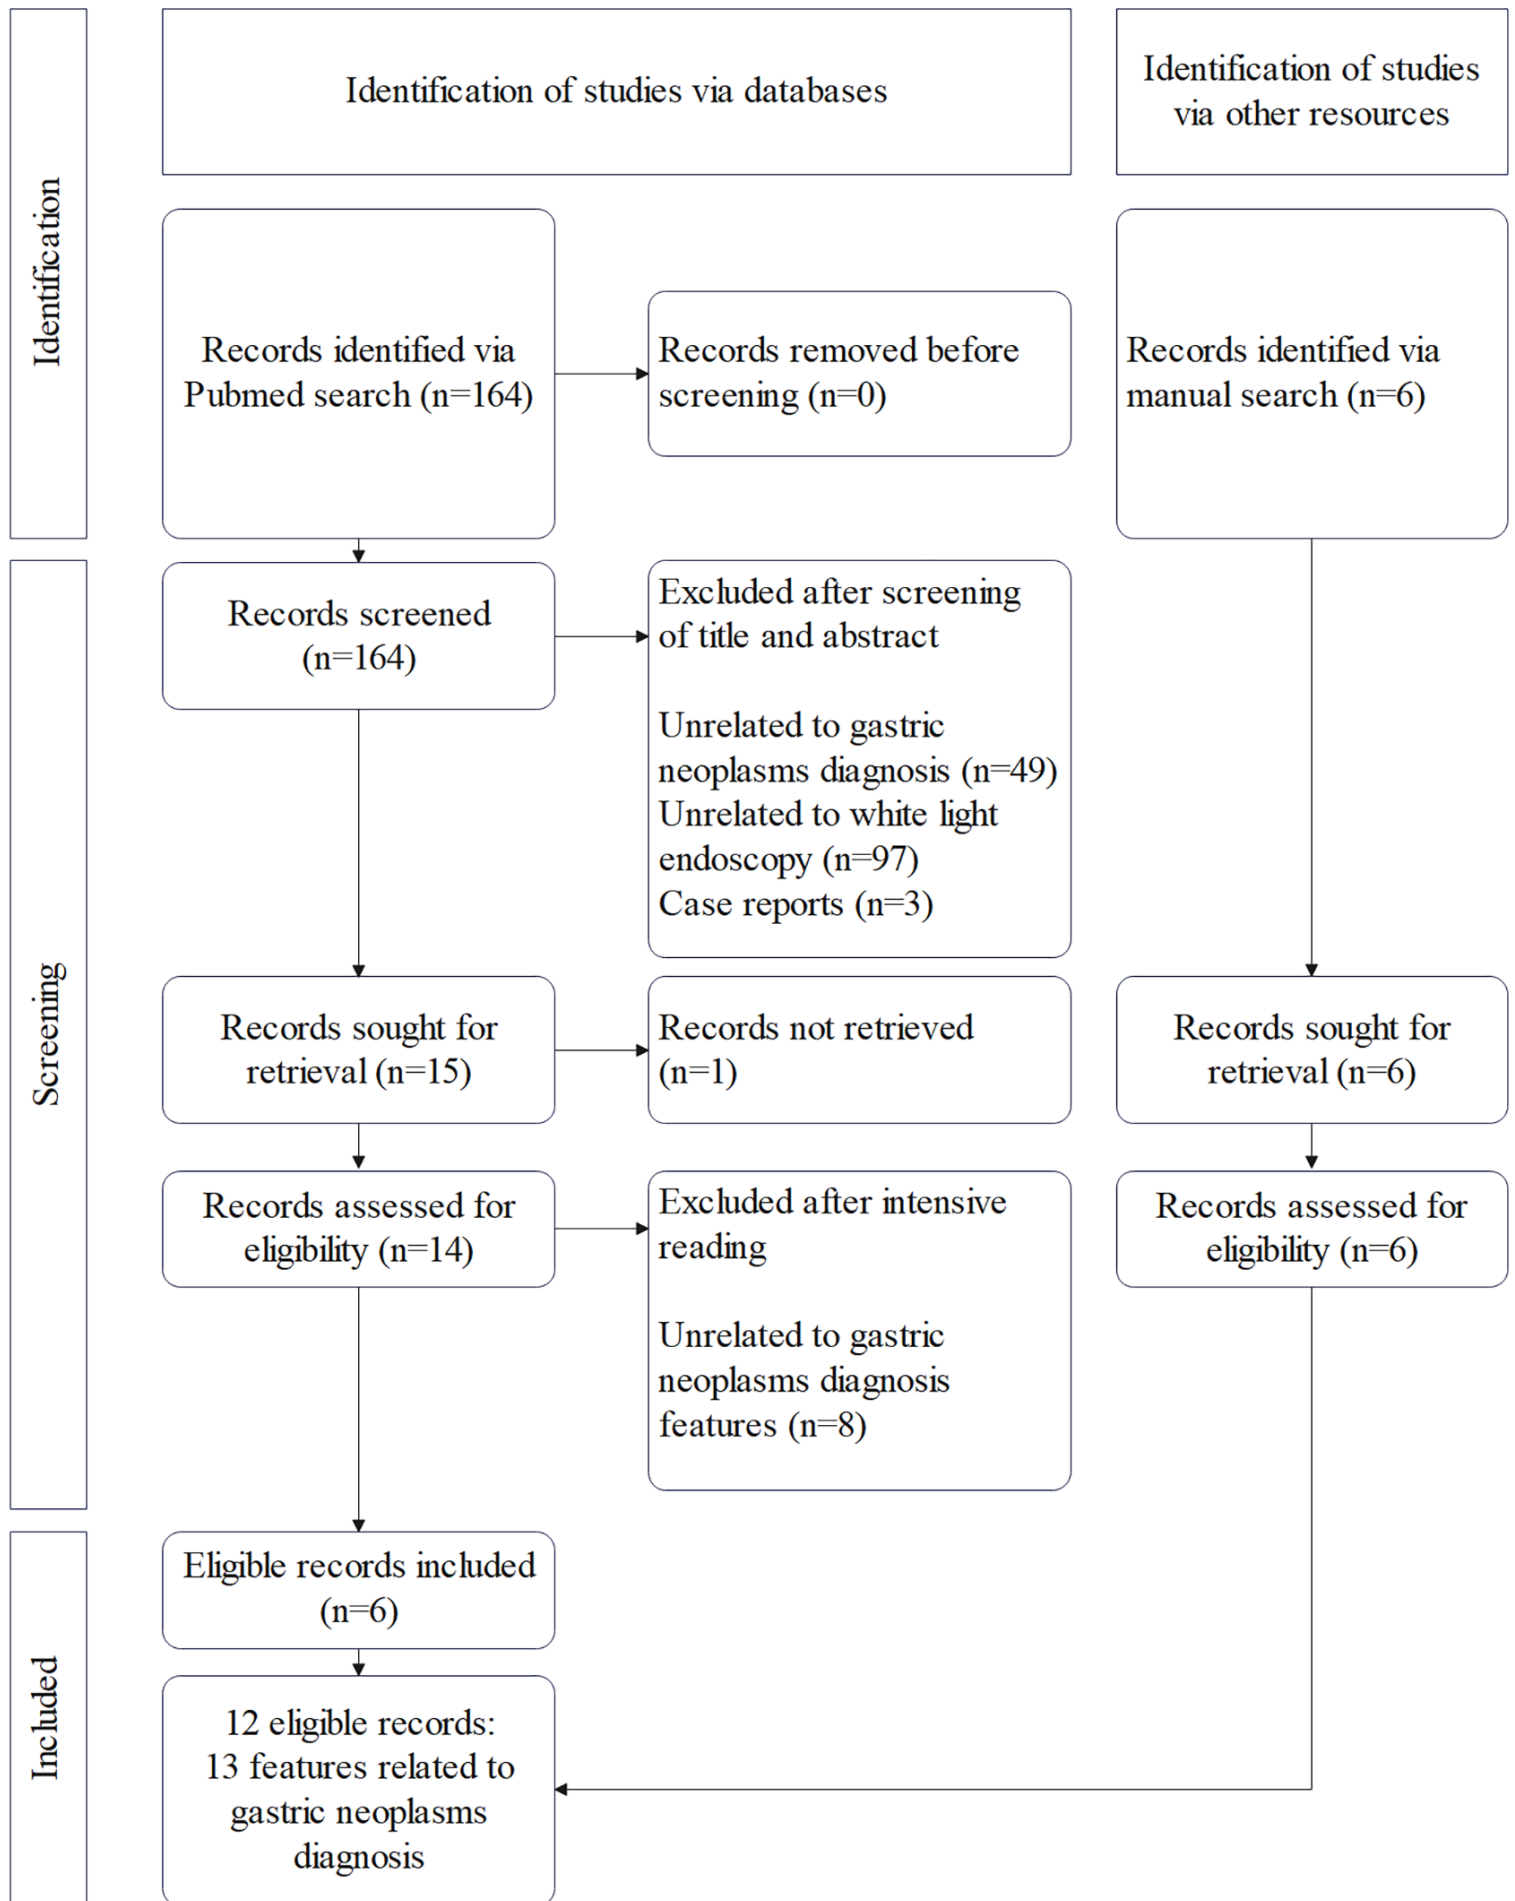 Identification of studies via databases
Identification of studies
via other resources
Identification
Records identified via
Pubmed search (n=164)
Records removed before
screening (n=0)
Records identified via
manual search (n=6)
Screening
Records screened
(n=164)
Excluded after screening
of title and abstract
Unrelated to gastric
neoplasms diagnosis (n=49)
Unrelated to white light
endoscopy (n=97)
Case reports (n=3)
Records sought for
retrieval (n=15)
Records not retrieved
(n=1)
Records sought for
retrieval (n=6)
Records assessed for
eligibility (n=14)
Excluded after intensive
reading
Unrelated to gastric
neoplasms diagnosis
features (n=8)
Records assessed for
eligibility (n=6)
Included
Eligible records included
(n=6)
12 eligible records:
13 features related to
gastric neoplasms
diagnosis